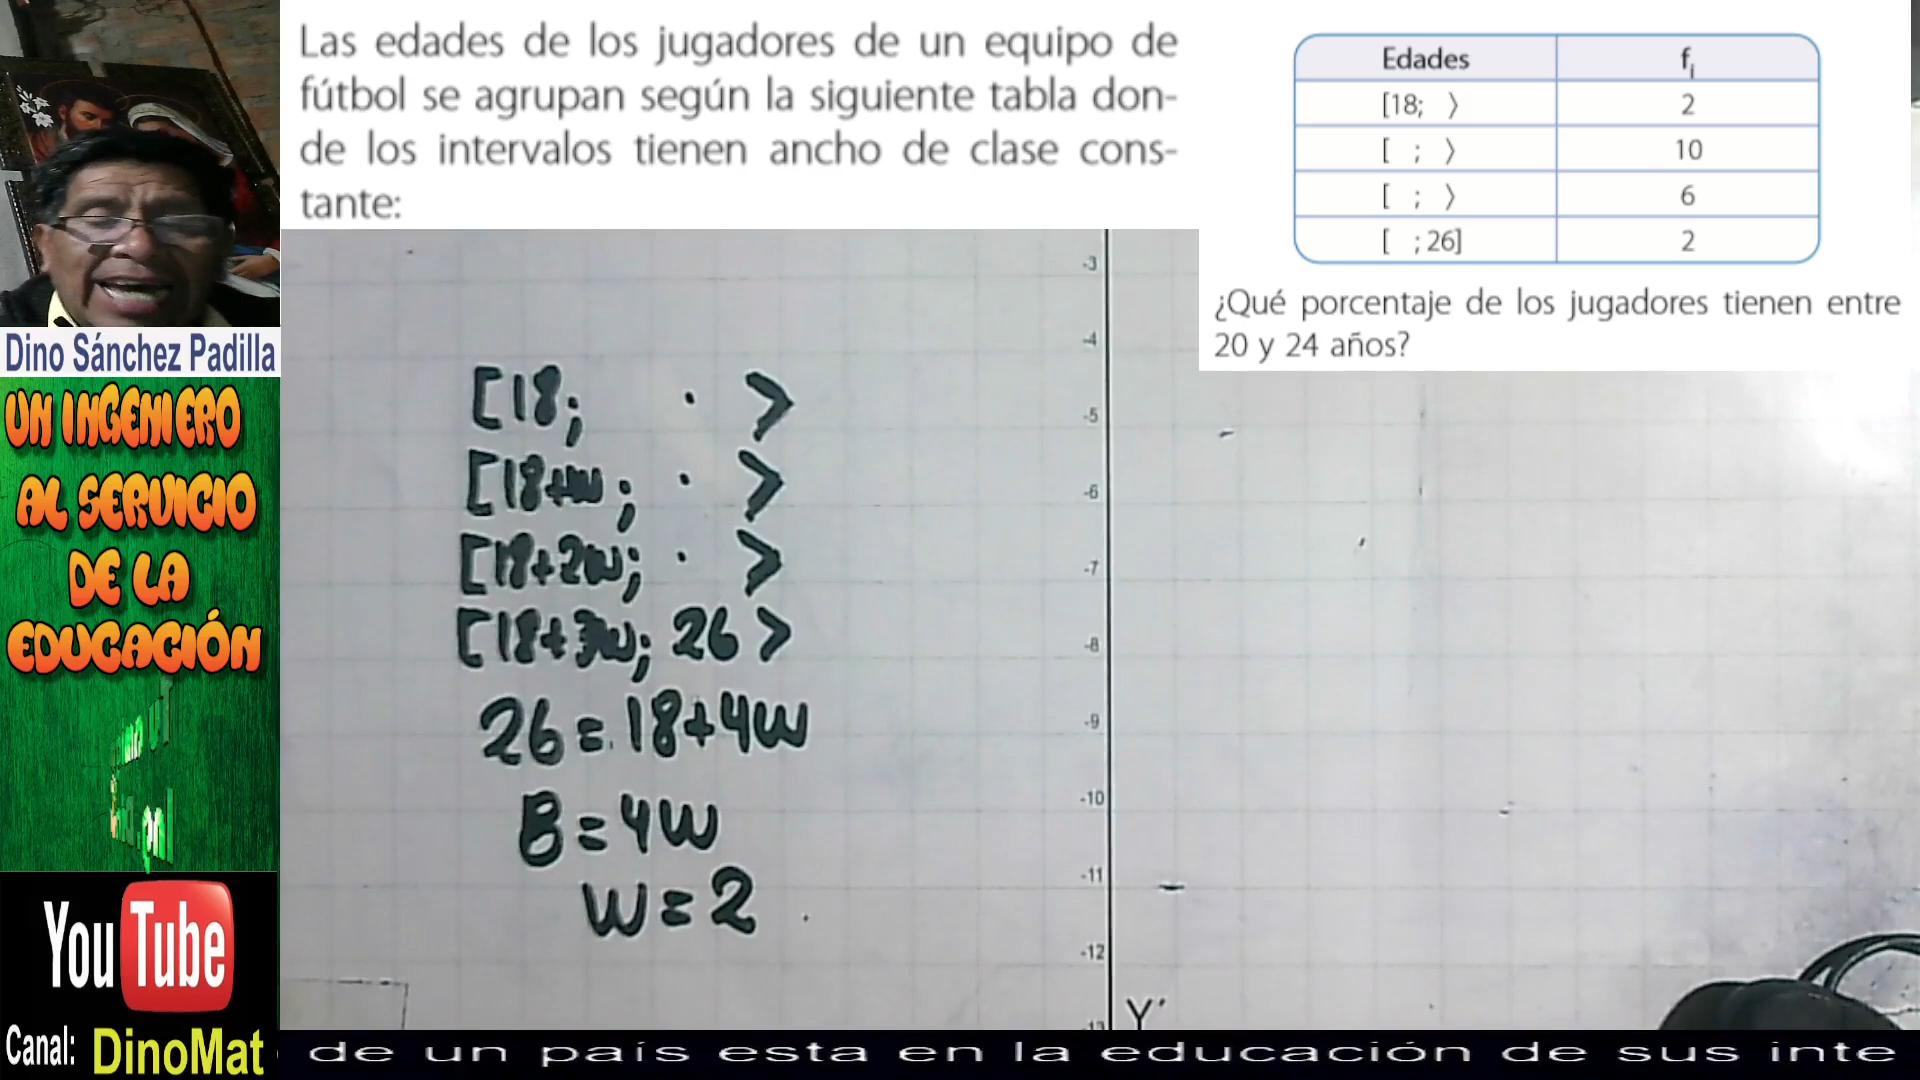 Las edades de los jugadores de un equipo de
fútbol se agrupan según la siguiente tabla don-
de los intervalos tienen ancho de clase cons-
tante:
Edades fi
[18; ⟩ 2
[ ; ⟩ 10
[ ; ⟩ 6
[ ; 26] 2
¿Qué porcentaje de los jugadores tienen entre
20 y 24 años?
Dino Sánchez Padilla
UN INGENIERO
AL SERVICIO
DE LA
EDUCACIÓN
You Tube
Canal: DinoMat
[18; · >
[18+w; · >
[18+2w; · >
[18+3w; 26 >
26 = 18+4w
8 = 4w
w = 2
-3
-4
-5
-6
-7
-8
-9
-10
-11
-12
-13
Y'
de un país esta en la educación de sus inte